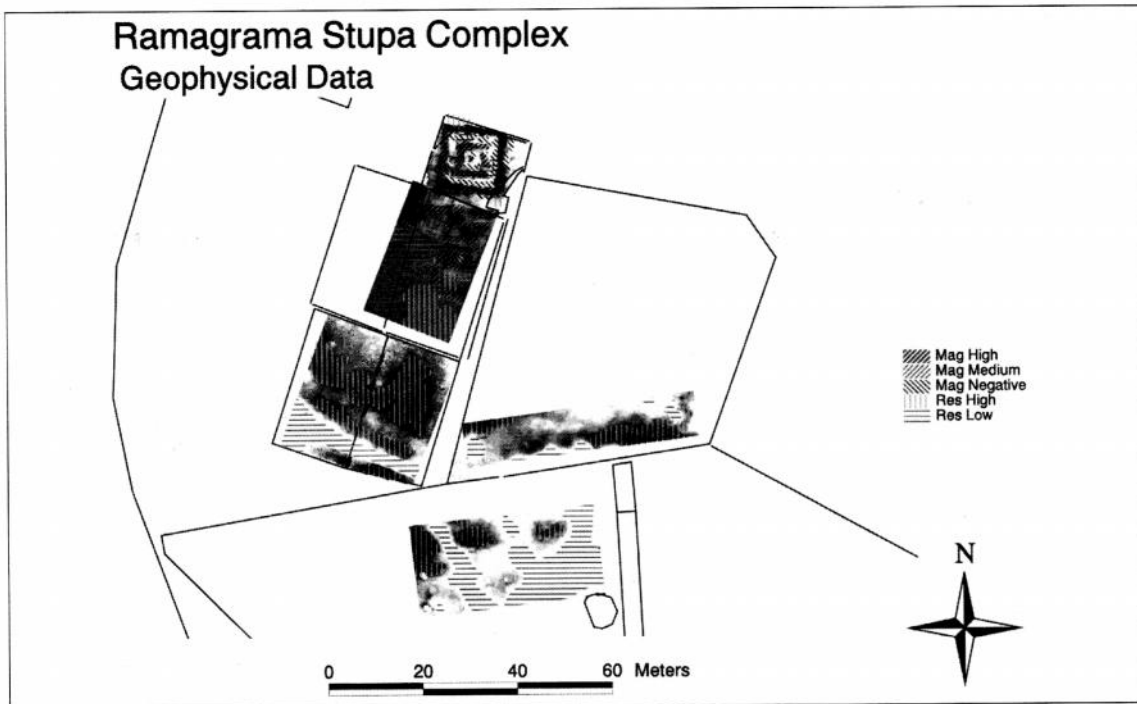 Ramagrama Stupa Complex
Geophysical Data
Mag High
Mag Medium
Mag Negative
Res High
Res Low
N
0 20 40 60 Meters